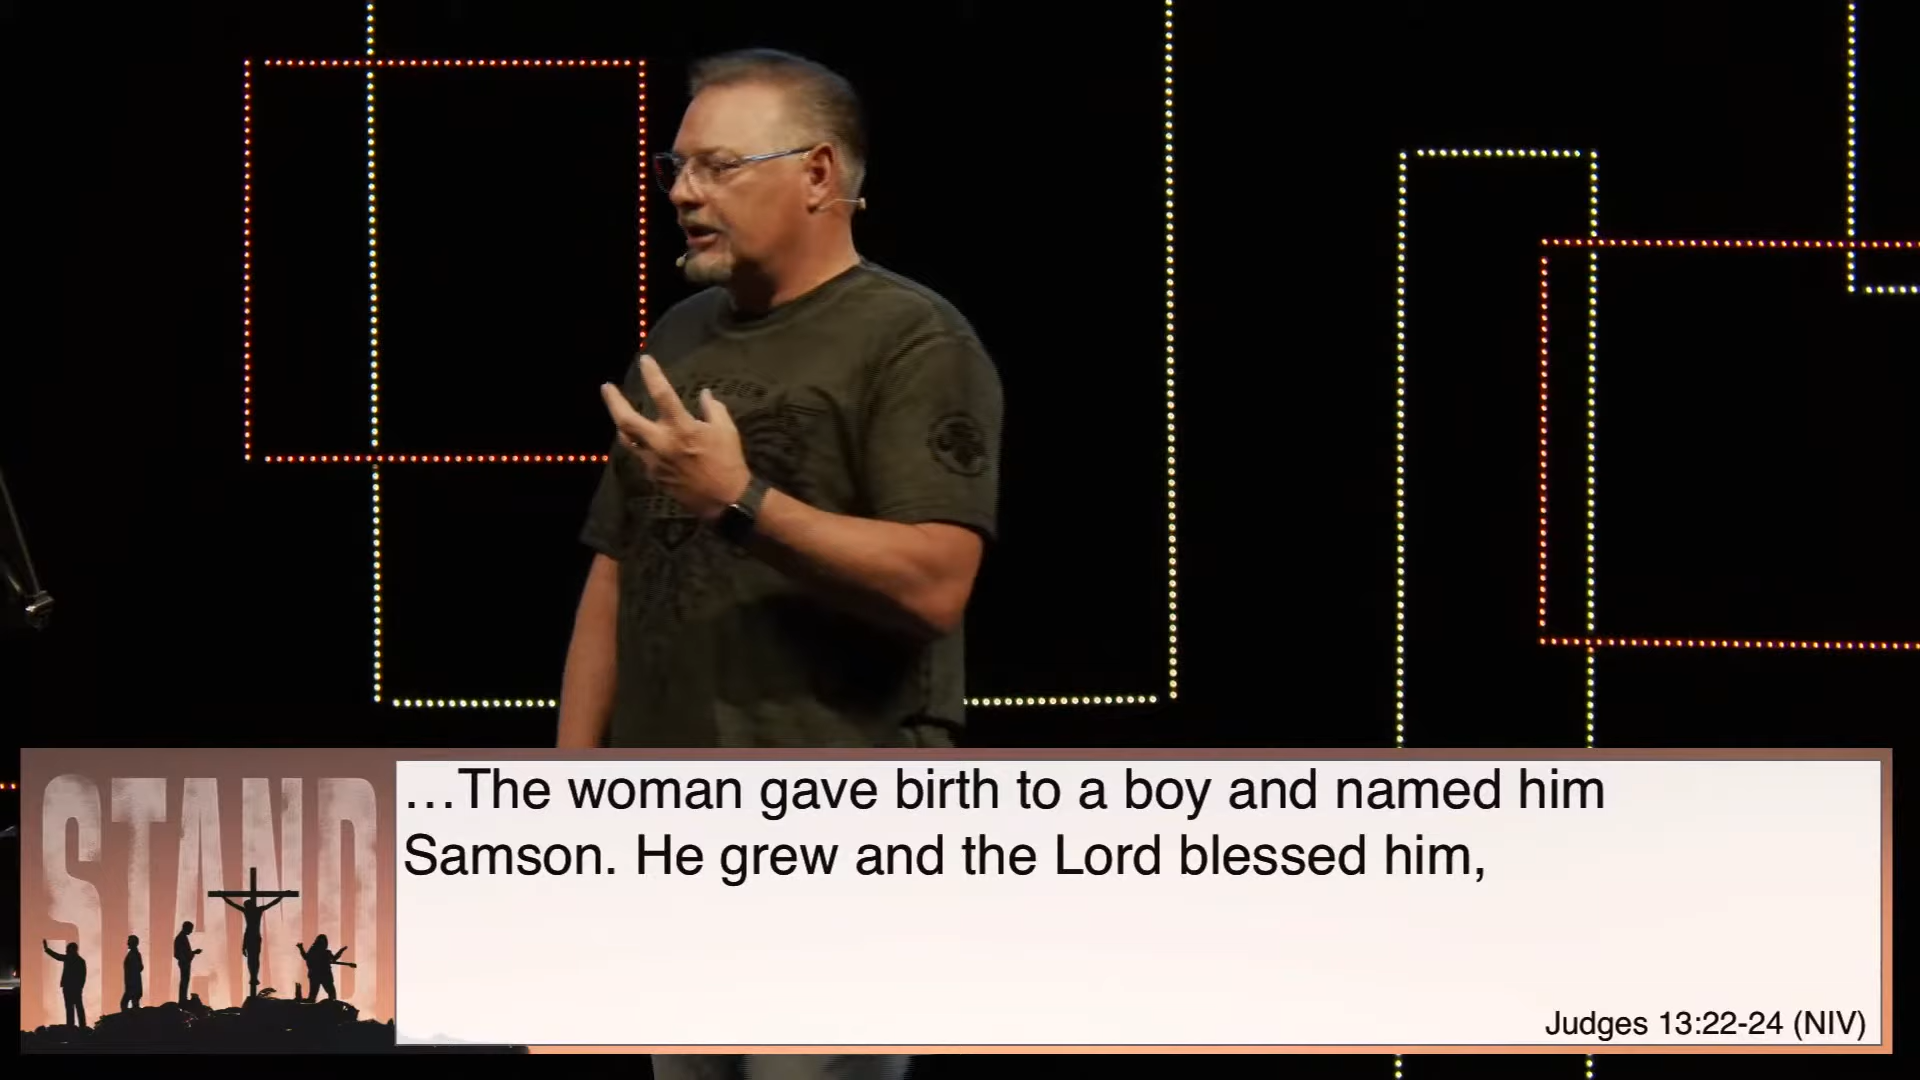 STAND
…The woman gave birth to a boy and named him
Samson. He grew and the Lord blessed him,
Judges 13:22-24 (NIV)